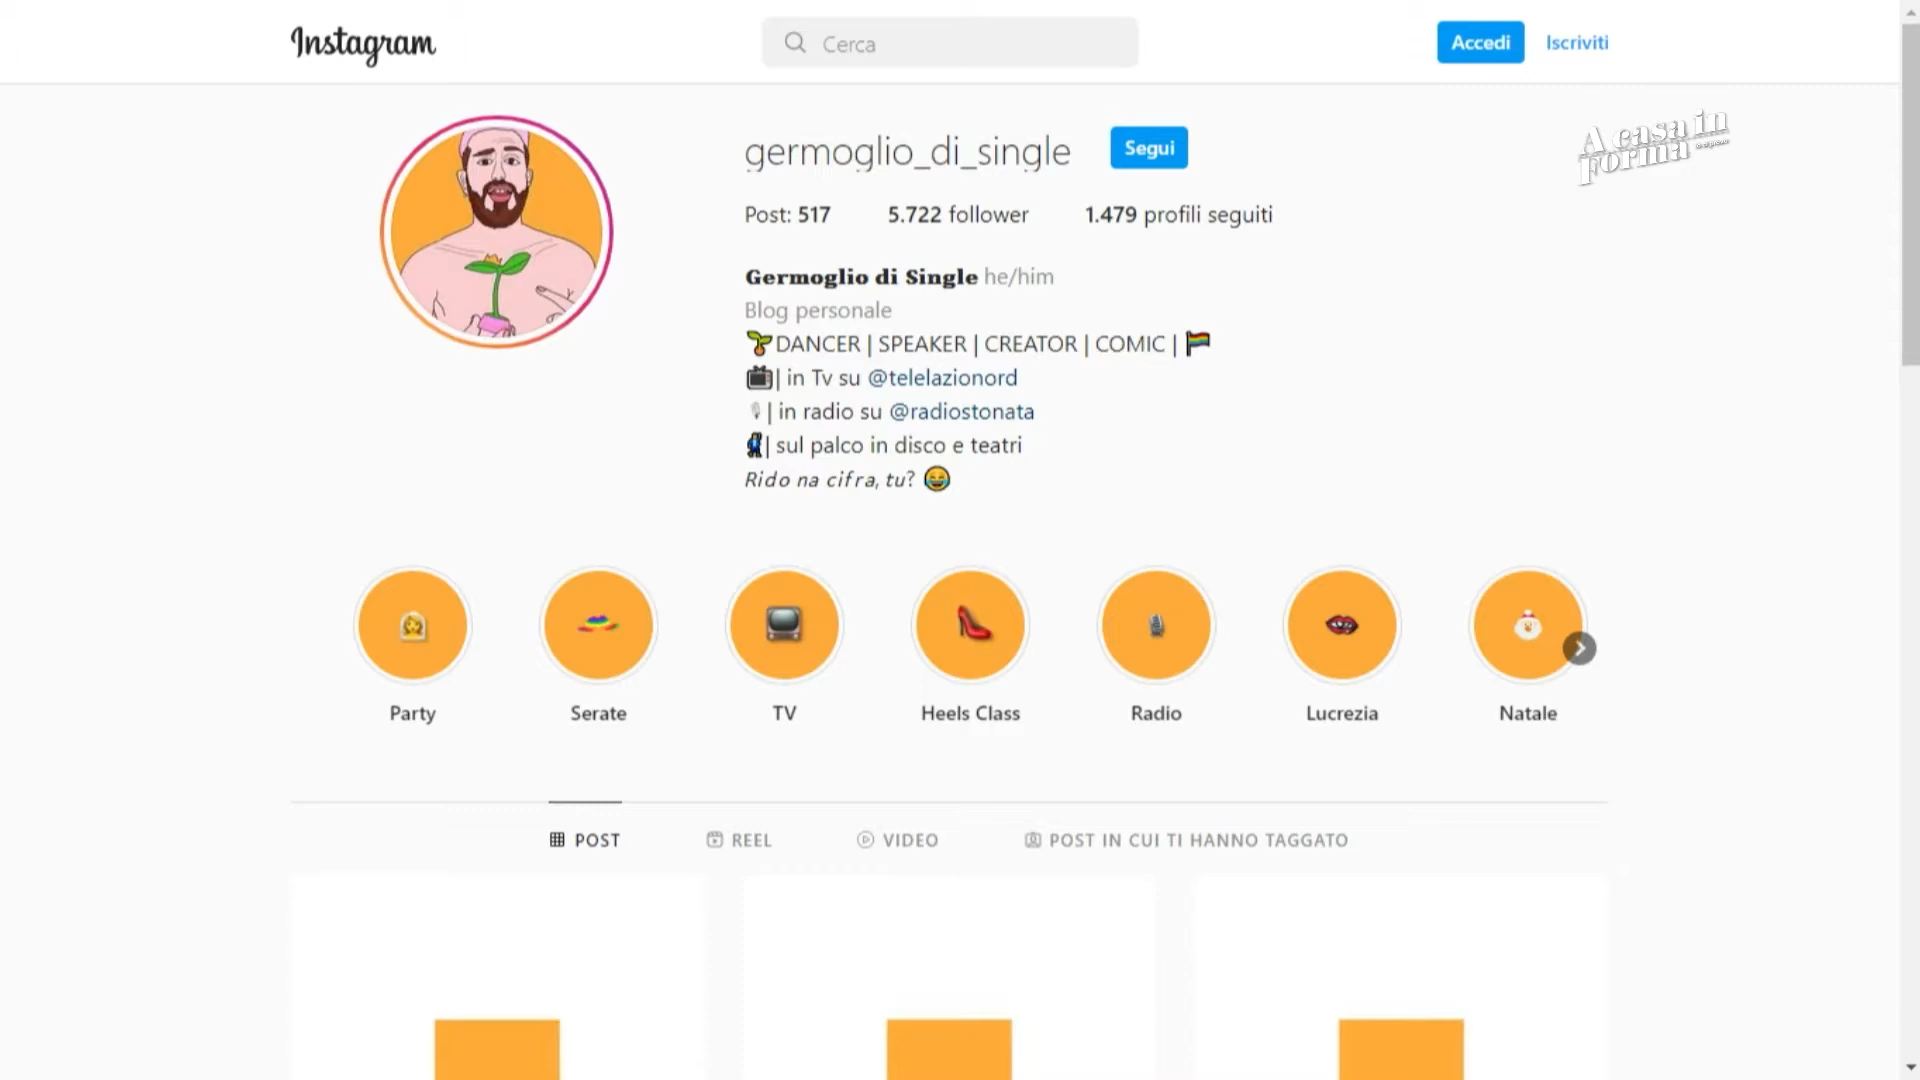 Instagram
Cerca
Accedi
Iscriviti
A casa in
forma
germoglio_di_single
Segui
Post: 517
5.722 follower
1.479 profili seguiti
Germoglio di Single he/him
Blog personale
DANCER | SPEAKER | CREATOR | COMIC |
| in Tv su @telelazionord
| in radio su @radiostonata
| sul palco in disco e teatri
Rido na cifra, tu?
Party
Serate
TV
Heels Class
Radio
Lucrezia
Natale
POST
REEL
VIDEO
POST IN CUI TI HANNO TAGGATO